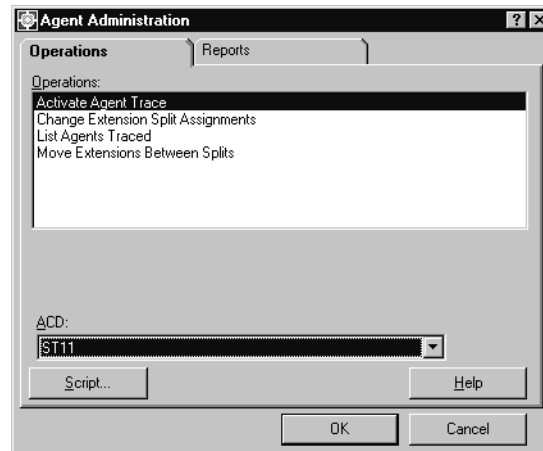 Agent Administration
Operations
Reports
Operations:
Activate Agent Trace
Change Extension Split Assignments
List Agents Traced
Move Extensions Between Splits
ACD:
ST11
Script...
Help
OK
Cancel